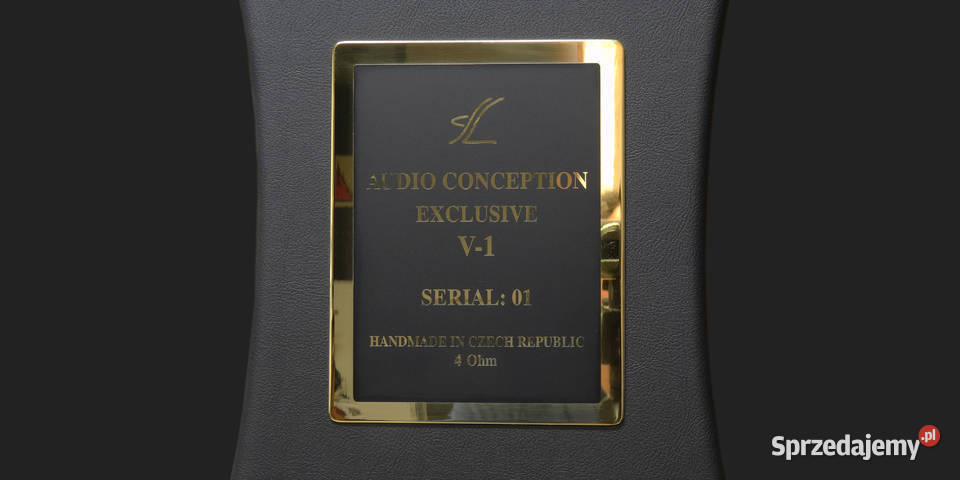 AUDIO CONCEPTION
EXCLUSIVE
V-1
SERIAL: 01
HANDMADE IN CZECH REPUBLIC
4 Ohm
Sprzedajemy.pl